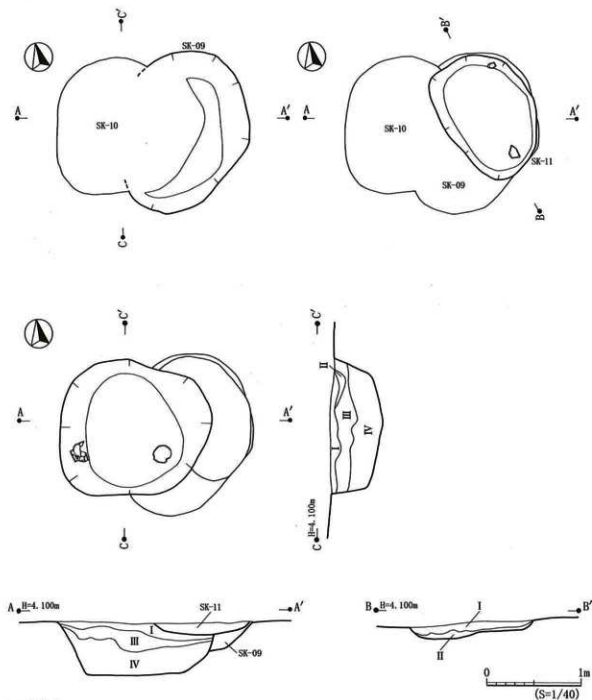 C′
SK-09
A
A′
SK-10
C
B′
A
A′
SK-10
SK-11
SK-09
B
C′
A
A′
C
C′
II
III
IV
I
C
H=4.100m
A
H=4.100m
SK-11
A′
I
III
IV
SK-09
B
H=4.100m
I
B′
II
0
1m
(S=1/40)